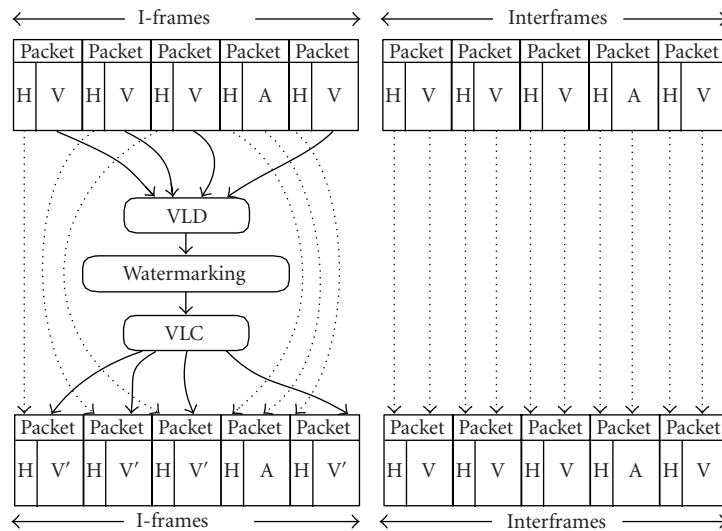 I-frames Interframes
Packet Packet Packet Packet Packet Packet Packet Packet Packet Packet
H V H V H V H A H V H V H V H V H A H V
VLD
Watermarking
VLC
Packet Packet Packet Packet Packet Packet Packet Packet Packet Packet
H V′ H V′ H V′ H A H V′ H V H V H V H A H V
I-frames Interframes